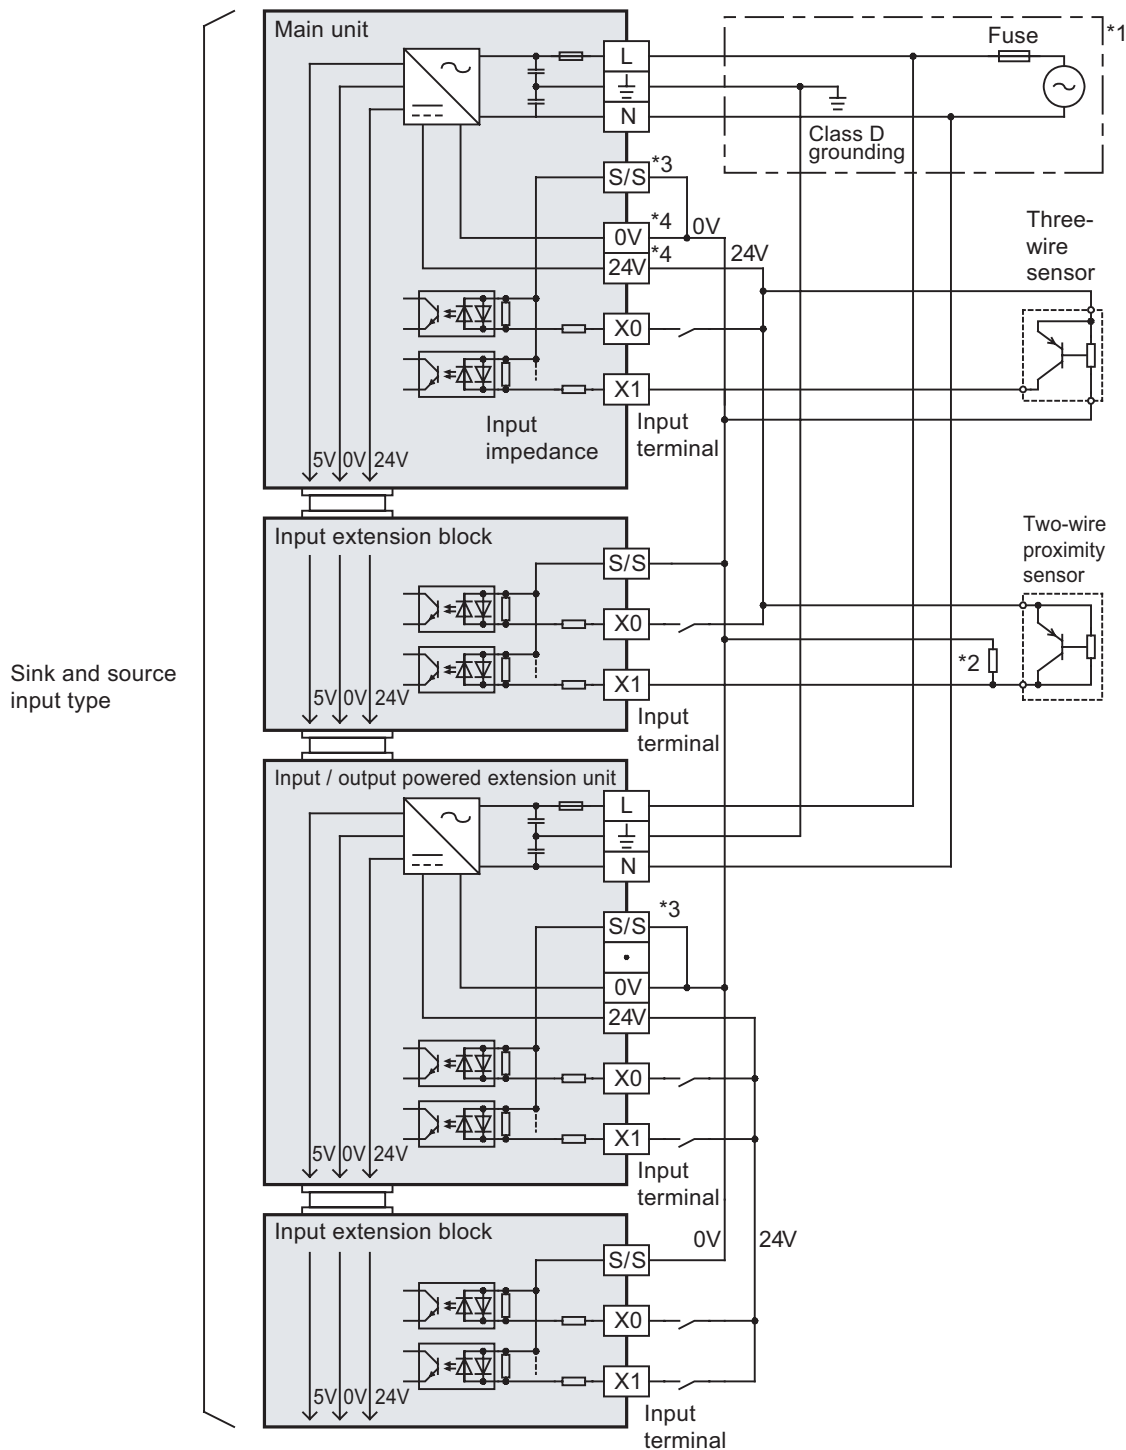 Main unit
L
N
Fuse
*1
Class D
grounding
S/S
*3
0V
*4
0V
24V
*4
24V
Three-
wire
sensor
X0
X1
Input
impedance
Input
terminal
5V
0V
24V
Input extension block
S/S
X0
X1
Two-wire
proximity
sensor
*2
Input
terminal
5V
0V
24V
Sink and source
input type
Input / output powered extension unit
L
N
S/S
*3
•
0V
24V
X0
X1
Input
terminal
5V
0V
24V
Input extension block
0V
24V
S/S
X0
X1
5V
0V
24V
Input
terminal